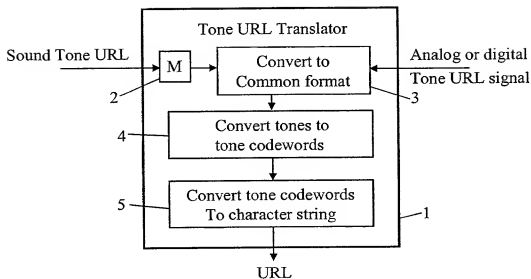 Tone URL Translator
Sound Tone URL
M
Convert to
Common format
Analog or dgital
Tone URL signal
2
3
4
Convert tones to
tone codewords
5
Convert tone codewords
To character string
1
URL